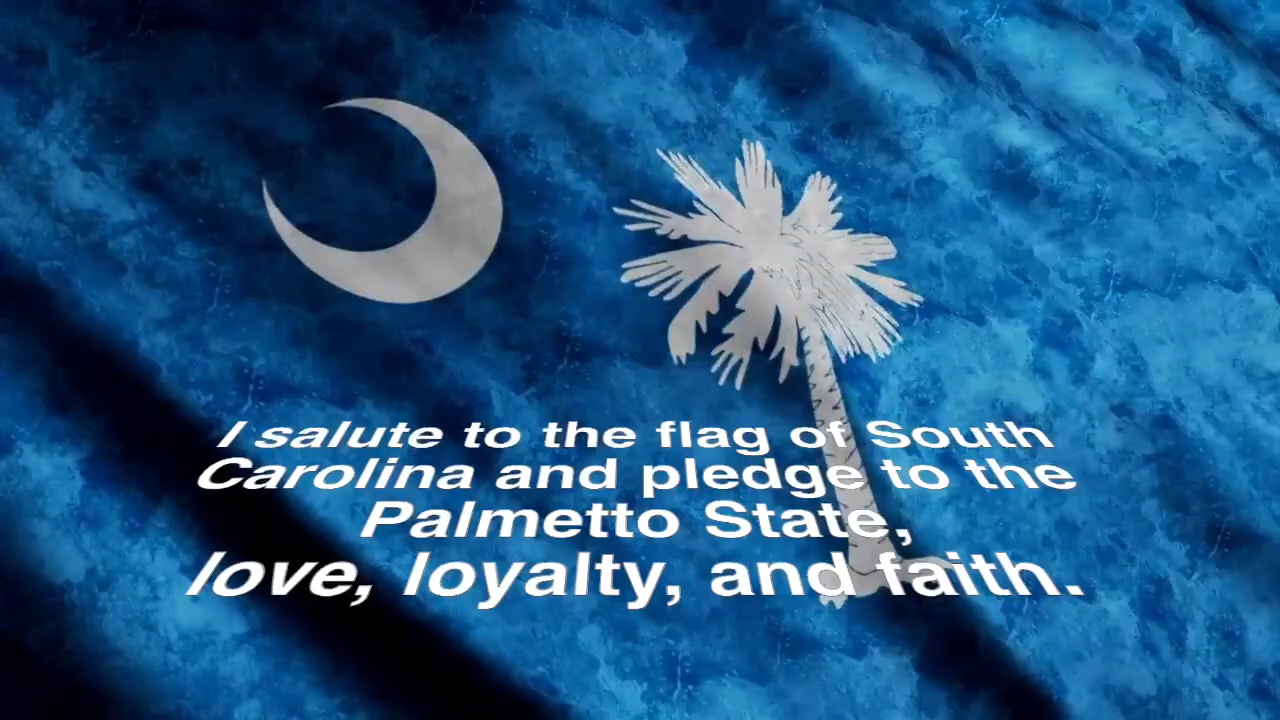 I salute to the flag of South
Carolina and pledge to the
Palmetto State,
love, loyalty, and faith.